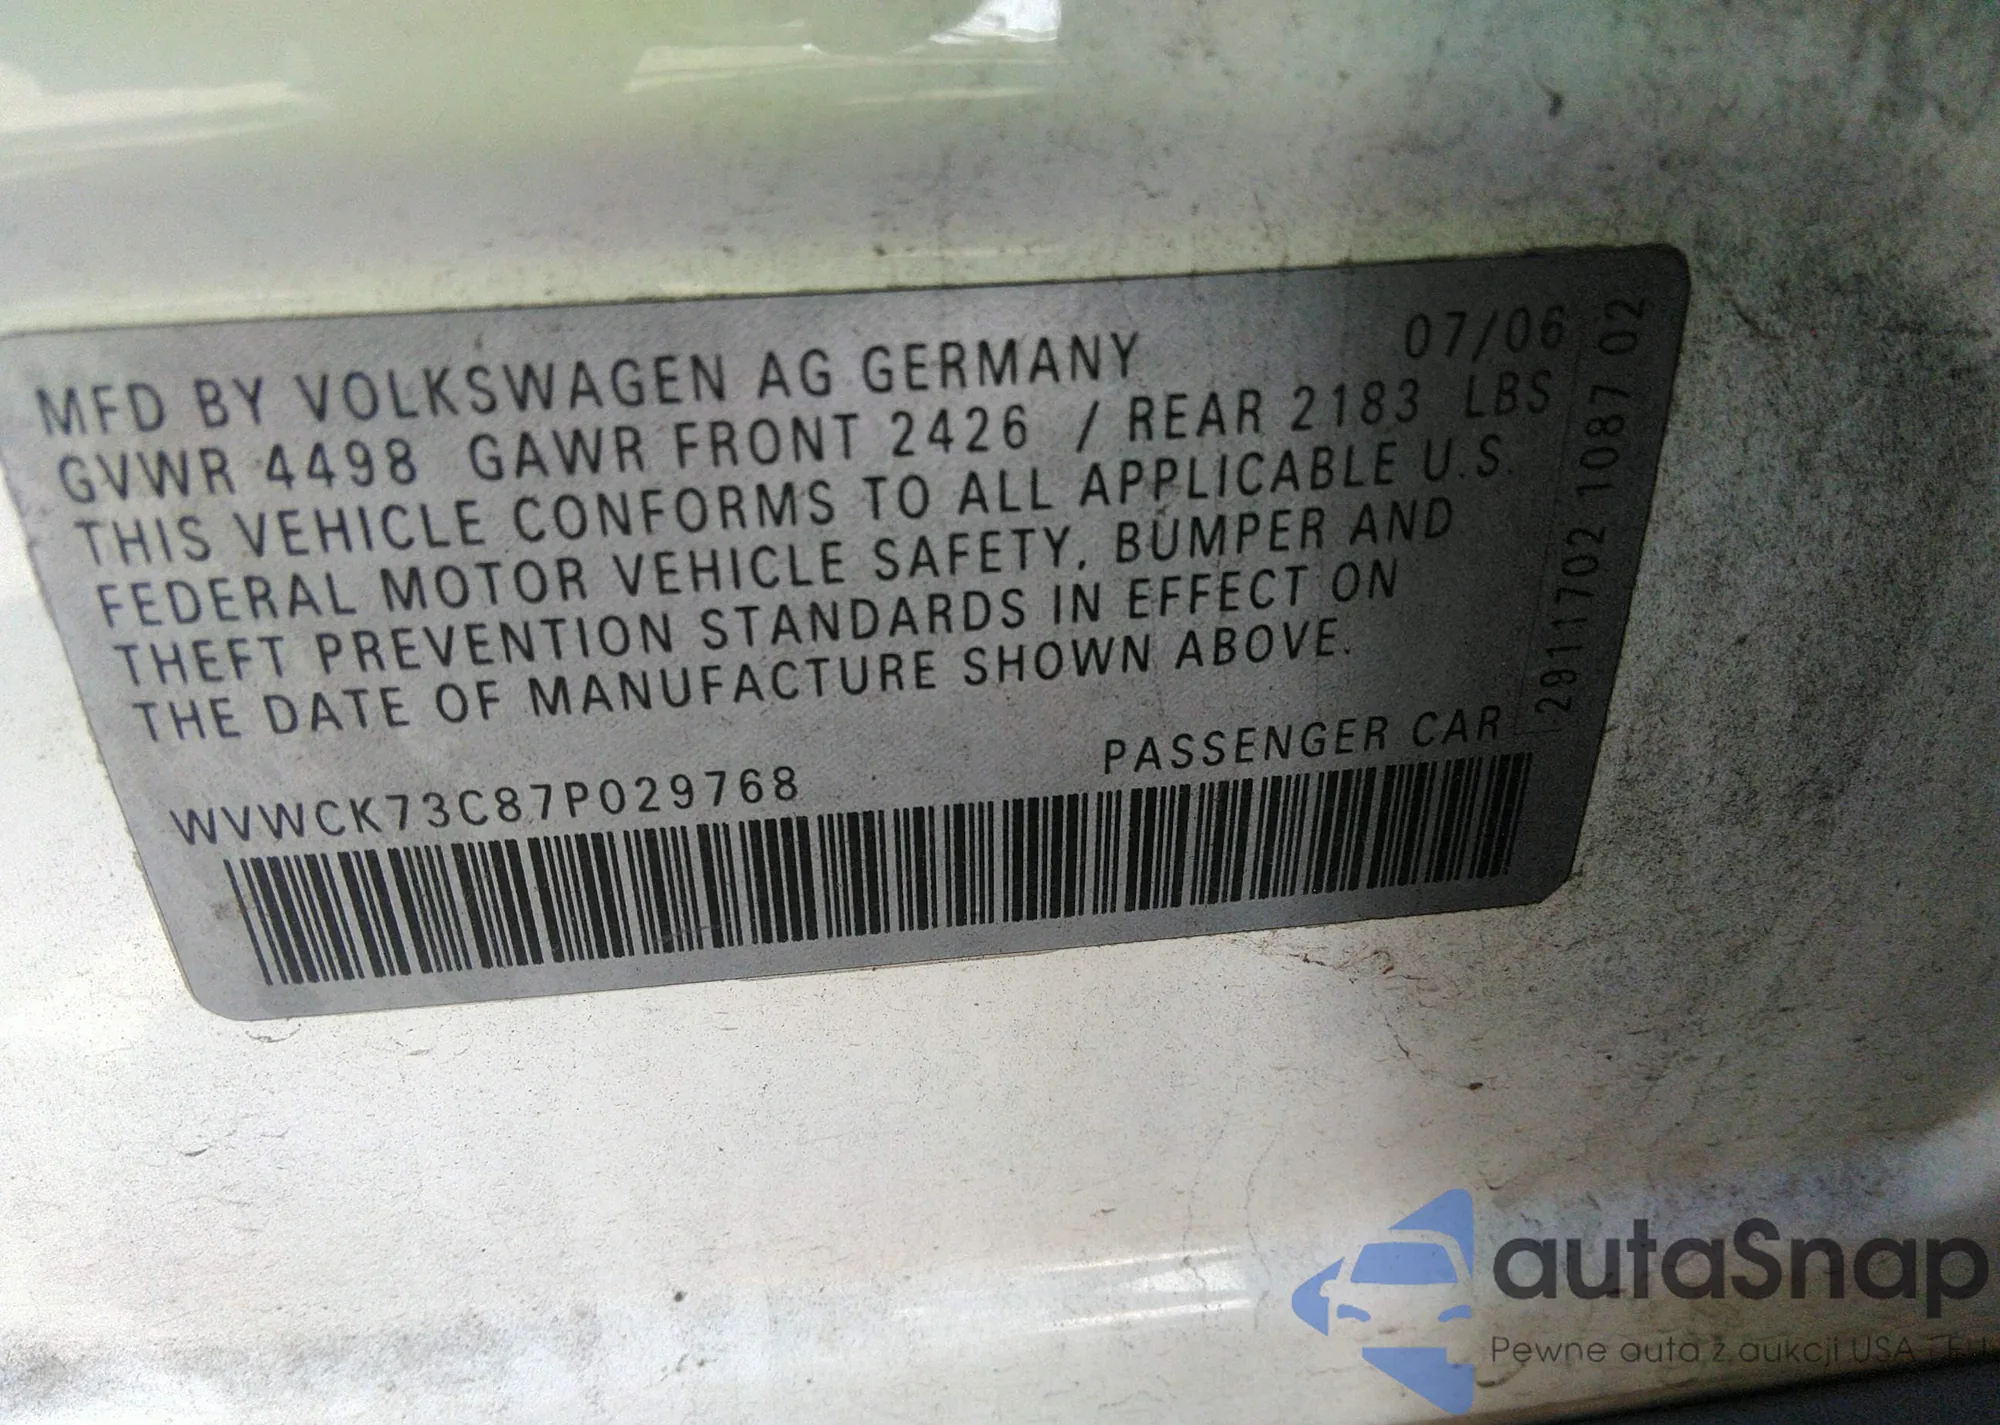 MFD BY VOLKSWAGEN AG GERMANY 07/06
GVWR 4498 GAWR FRONT 2426 / REAR 2183 LBS
THIS VEHICLE CONFORMS TO ALL APPLICABLE U.S.
FEDERAL MOTOR VEHICLE SAFETY, BUMPER AND
THEFT PREVENTION STANDARDS IN EFFECT ON
THE DATE OF MANUFACTURE SHOWN ABOVE.
WVWCK73C87P029768 PASSENGER CAR
2911702 1087 02
autaSnap
Pewne auta z aukcji USA i EU